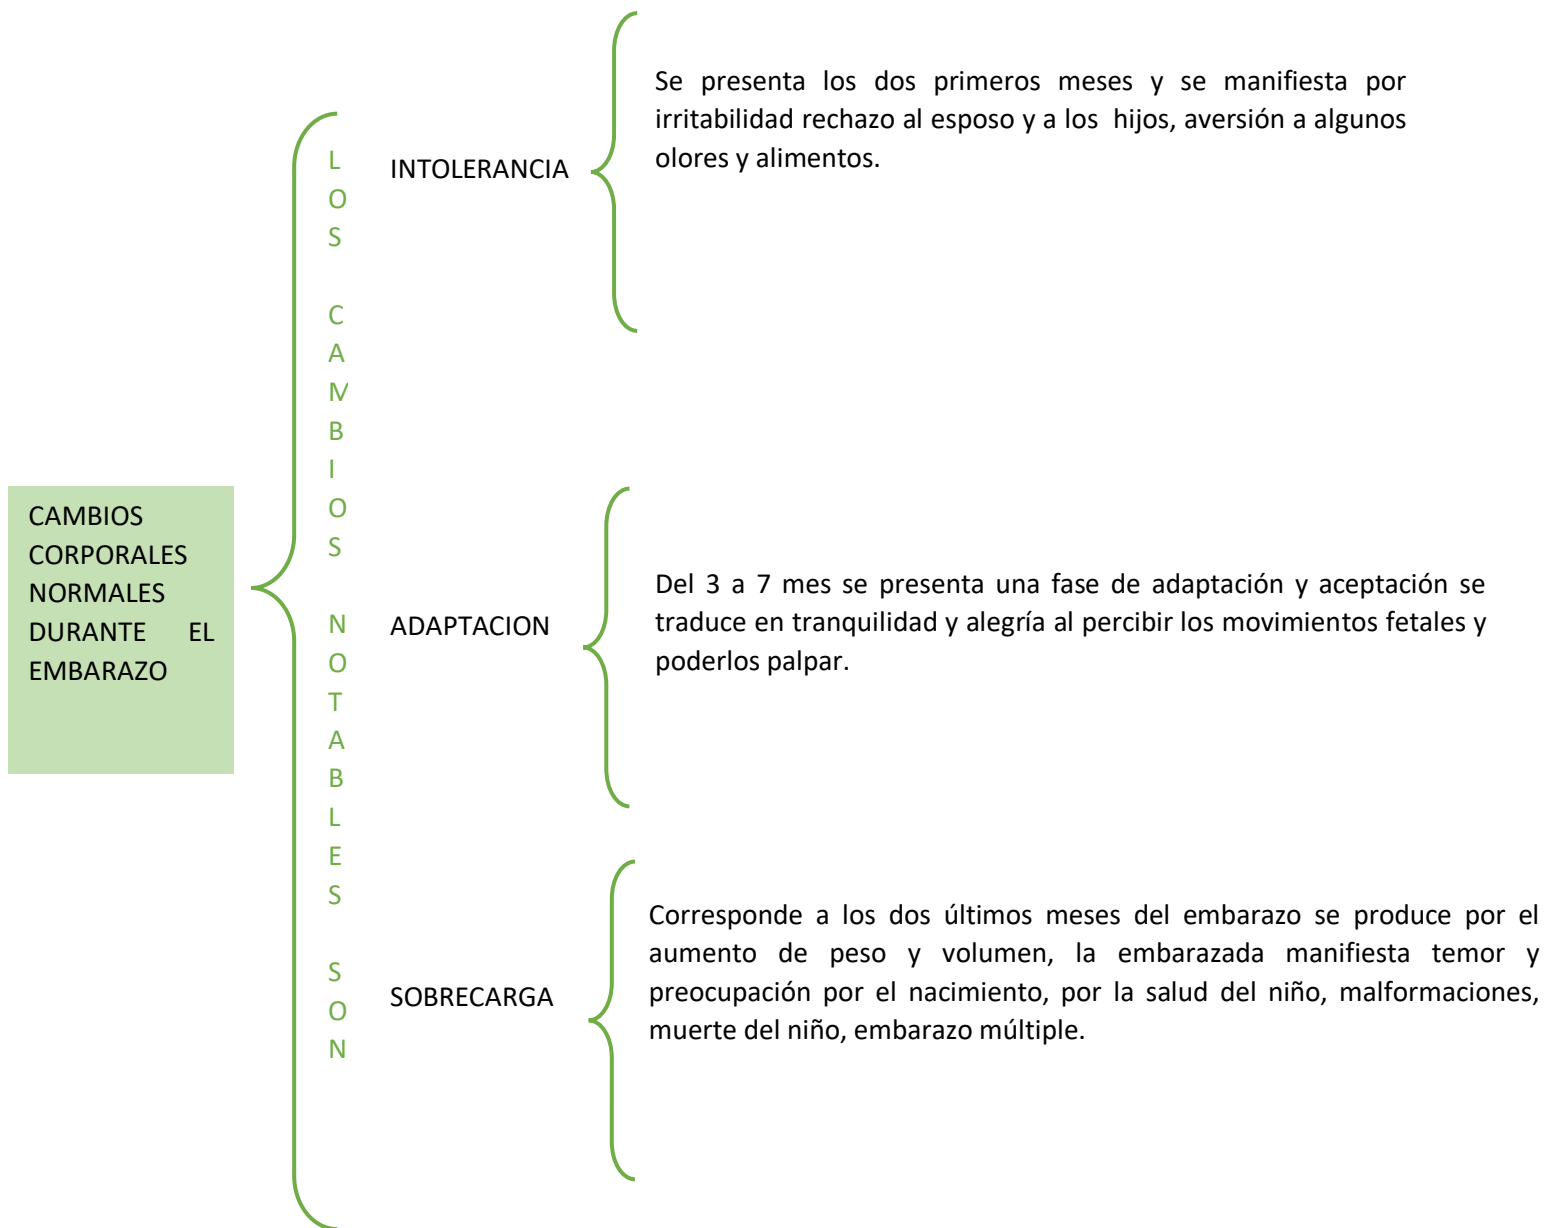 CAMBIOS
CORPORALES
NORMALES
DURANTE EL
EMBARAZO
L
O
S
C
A
M
B
I
O
S
N
O
T
A
B
L
E
S
S
O
N
INTOLERANCIA
Se presenta los dos primeros meses y se manifiesta por
irritabilidad rechazo al esposo y a los hijos, aversión a algunos
olores y alimentos.
ADAPTACION
Del 3 a 7 mes se presenta una fase de adaptación y aceptación se
traduce en tranquilidad y alegría al percibir los movimientos fetales y
poderlos palpar.
SOBRECARGA
Corresponde a los dos últimos meses del embarazo se produce por el
aumento de peso y volumen, la embarazada manifiesta temor y
preocupación por el nacimiento, por la salud del niño, malformaciones,
muerte del niño, embarazo múltiple.